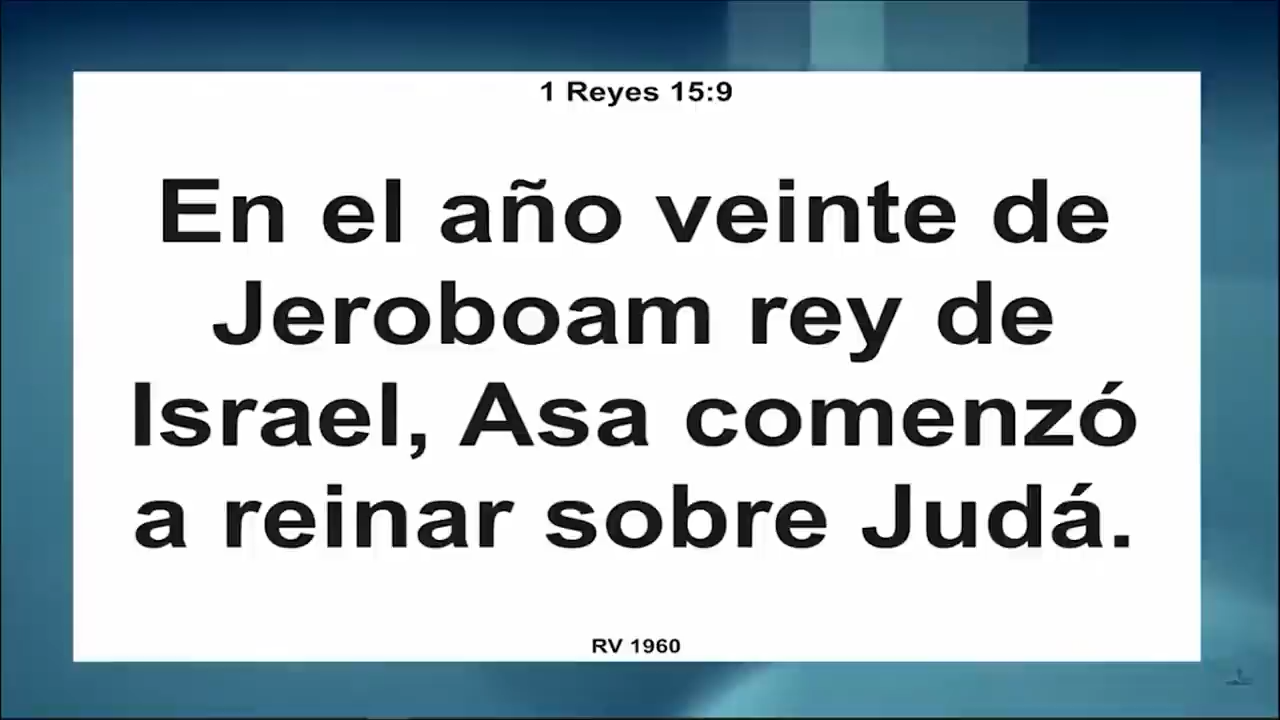 1 Reyes 15:9
En el año veinte de
Jeroboam rey de
Israel, Asa comenzó
a reinar sobre Judá.
RV 1960